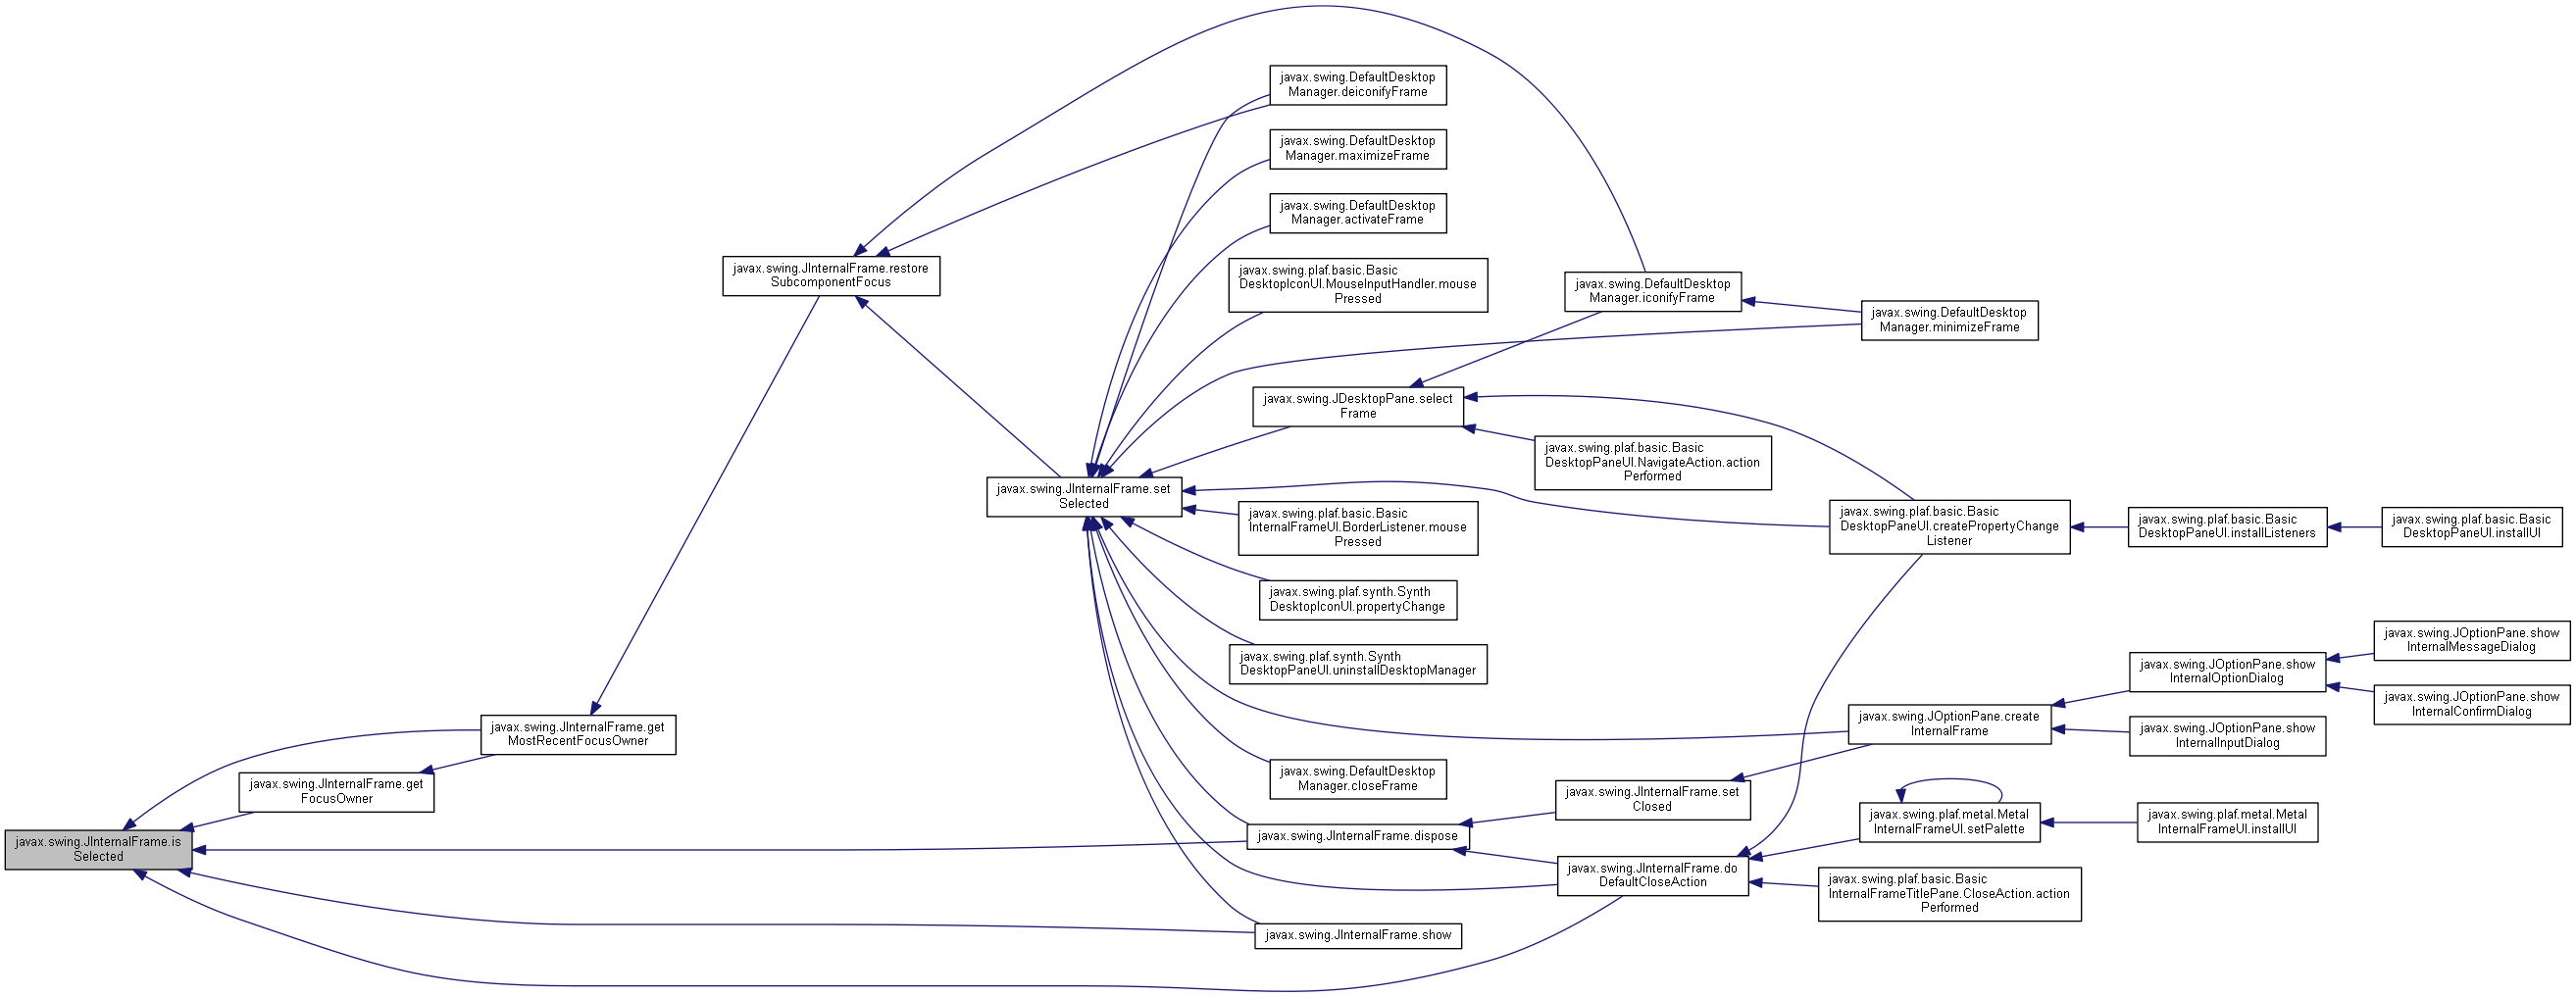 javax.swing.JInternalFrame.is
Selected
javax.swing.JInternalFrame.get
MostRecentFocusOwner
javax.swing.JInternalFrame.get
FocusOwner
javax.swing.JInternalFrame.restore
SubcomponentFocus
javax.swing.JInternalFrame.set
Selected
javax.swing.DefaultDesktop
Manager.deiconifyFrame
javax.swing.DefaultDesktop
Manager.maximizeFrame
javax.swing.DefaultDesktop
Manager.activateFrame
javax.swing.plaf.basic.Basic
DesktopIconUI.MouseInputHandler.mouse
Pressed
javax.swing.JDesktopPane.select
Frame
javax.swing.plaf.basic.Basic
InternalFrameUI.BorderListener.mouse
Pressed
javax.swing.plaf.synth.Synth
DesktopIconUI.propertyChange
javax.swing.plaf.synth.Synth
DesktopPaneUI.uninstallDesktopManager
javax.swing.DefaultDesktop
Manager.closeFrame
javax.swing.JInternalFrame.dispose
javax.swing.JInternalFrame.show
javax.swing.DefaultDesktop
Manager.iconifyFrame
javax.swing.plaf.basic.Basic
DesktopPaneUI.NavigateAction.action
Performed
javax.swing.JInternalFrame.set
Closed
javax.swing.JInternalFrame.do
DefaultCloseAction
javax.swing.DefaultDesktop
Manager.minimizeFrame
javax.swing.plaf.basic.Basic
DesktopPaneUI.createPropertyChange
Listener
javax.swing.JOptionPane.create
InternalFrame
javax.swing.plaf.metal.Metal
InternalFrameUI.setPalette
javax.swing.plaf.basic.Basic
InternalFrameTitlePane.CloseAction.action
Performed
javax.swing.plaf.basic.Basic
DesktopPaneUI.installListeners
javax.swing.JOptionPane.show
InternalOptionDialog
javax.swing.JOptionPane.show
InternalInputDialog
javax.swing.plaf.metal.Metal
InternalFrameUI.installUI
javax.swing.plaf.basic.Basic
DesktopPaneUI.installUI
javax.swing.JOptionPane.show
InternalMessageDialog
javax.swing.JOptionPane.show
InternalConfirmDialog